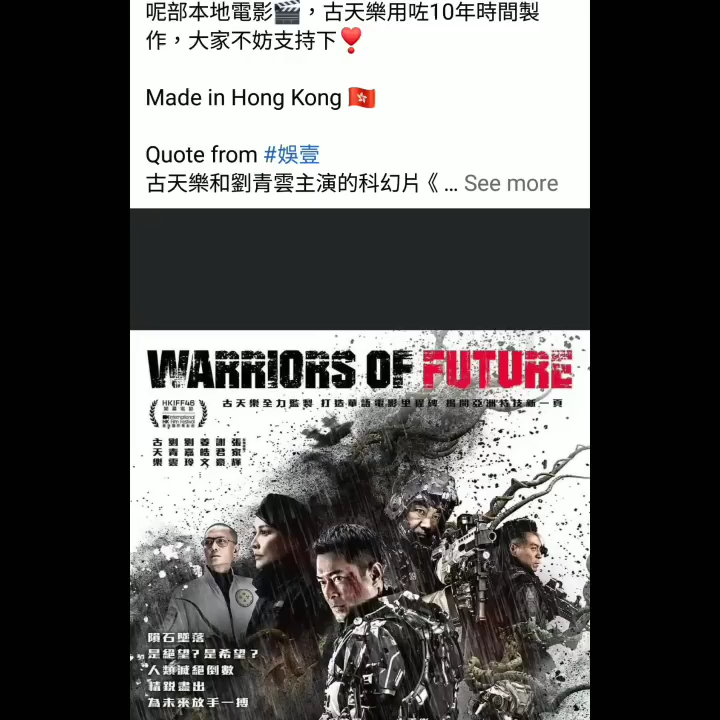 呢部本地電影🎬，古天樂用咗10年時間製
作，大家不妨支持下❣️
Made in Hong Kong 🇭🇰
Quote from #娛壹
古天樂和劉青雲主演的科幻片《 ... See more
WARRIORS OF FUTURE
HKIFF46
古天樂全力監製 打造華語電影里程碑 揭開亞洲特技新一頁
古天樂
劉青雲
劉嘉玲
姜皓文
謝君豪
張家輝
隕石墜落
是絕望？是希望？
人類滅絕倒數
精銳盡出
為未來放手一搏